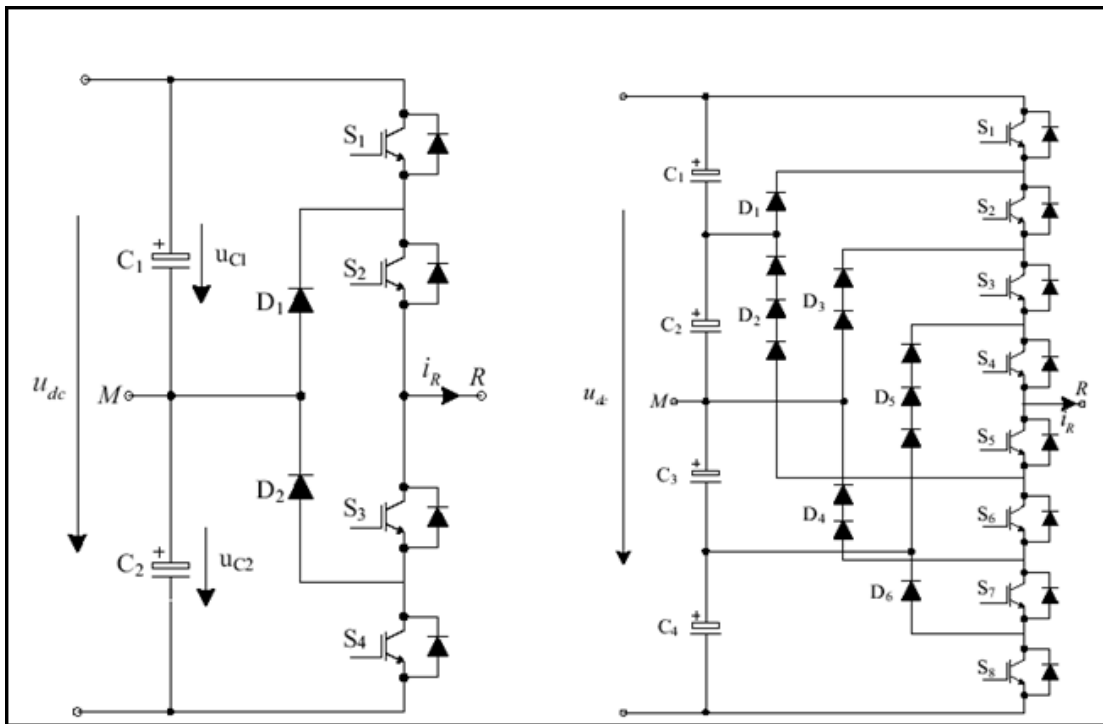 S1
C1
uC1
S2
D1
udc
M
iR
R
D2
S3
C2
uC2
S4
S1
C1
D1
S2
S3
C2
D2
D3
S4
udc
M
D5
R
iR
S5
C3
D4
S6
D6
S7
C4
S8